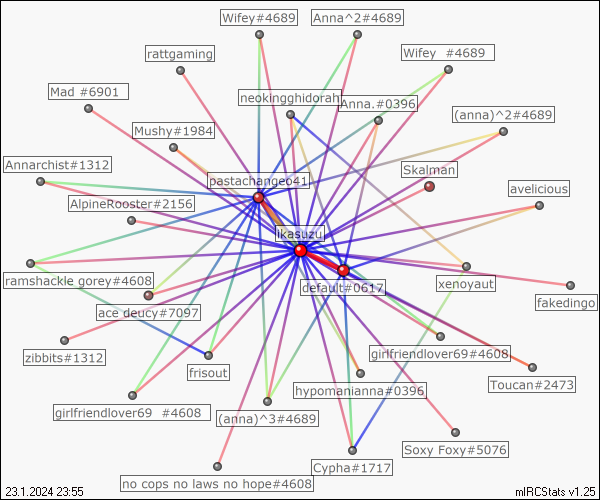 Wifey#4689
Anna^2#4689
rattgaming
Wifey  #4689
Mad #6901
neokingghidorah
Anna.#0396
(anna)^2#4689
Mushy#1984
Annarchist#1312
Skalman
pastachangeo41
avelicious
AlpineRooster#2156
ikasuzu
ramshackle gorey#4608
default#0617
xenoyaut
fakedingo
ace deucy#7097
zibbits#1312
girlfriendlover69#4608
frisout
Toucan#2473
hypomanianna#0396
girlfriendlover69  #4608
(anna)^3#4689
Soxy Foxy#5076
Cypha#1717
no cops no laws no hope#4608
23.1.2024 23:55
mIRCStats v1.25